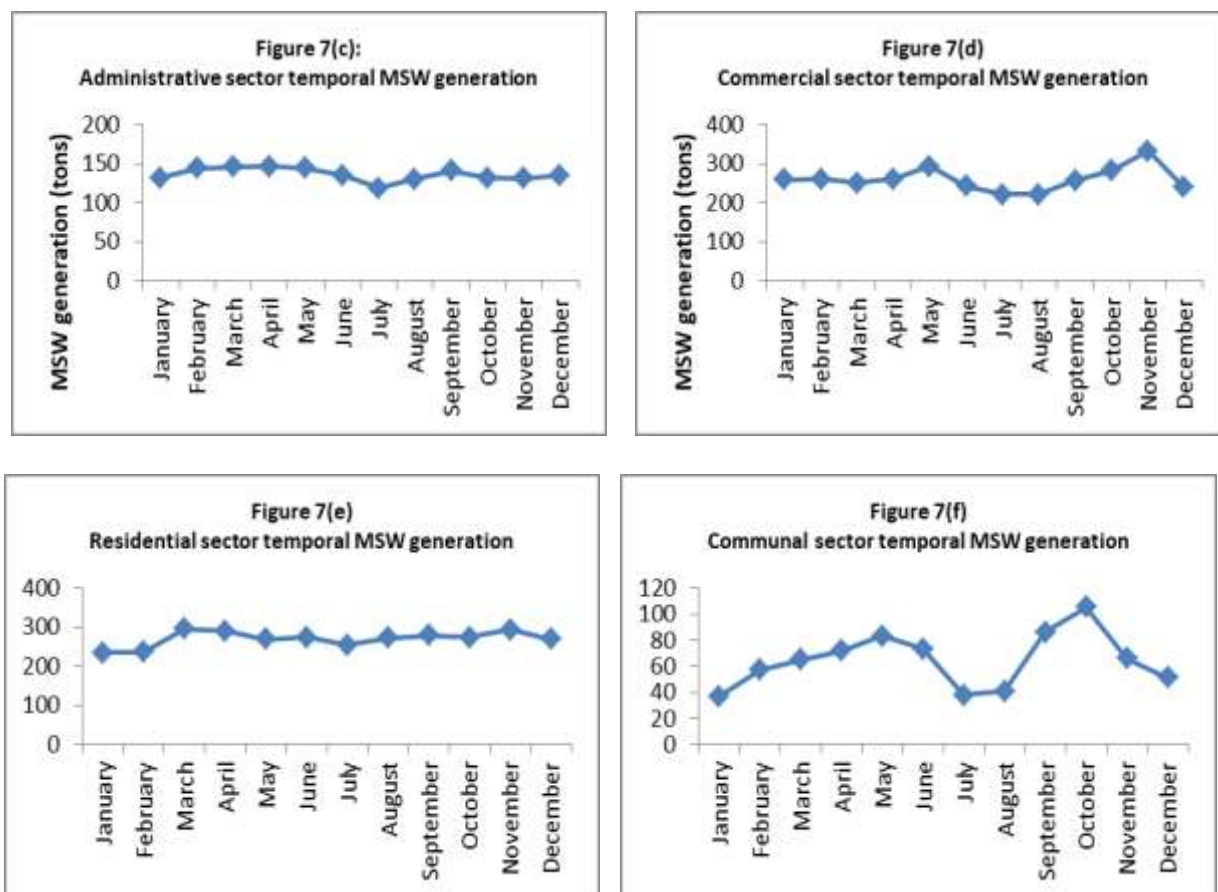 Figure 7(c):
Administrative sector temporal MSW generation
MSW generation (tons)
200
150
100
50
0
January
February
March
April
May
June
July
August
September
October
November
December
Figure 7(d)
Commercial sector temporal MSW generation
MSW generation (tons)
400
300
200
100
0
January
February
March
April
May
June
July
August
September
October
November
December
Figure 7(e)
Residential sector temporal MSW generation
400
300
200
100
0
January
February
March
April
May
June
July
August
September
October
November
December
Figure 7(f)
Communal sector temporal MSW generation
120
100
80
60
40
20
0
January
February
March
April
May
June
July
August
September
October
November
December